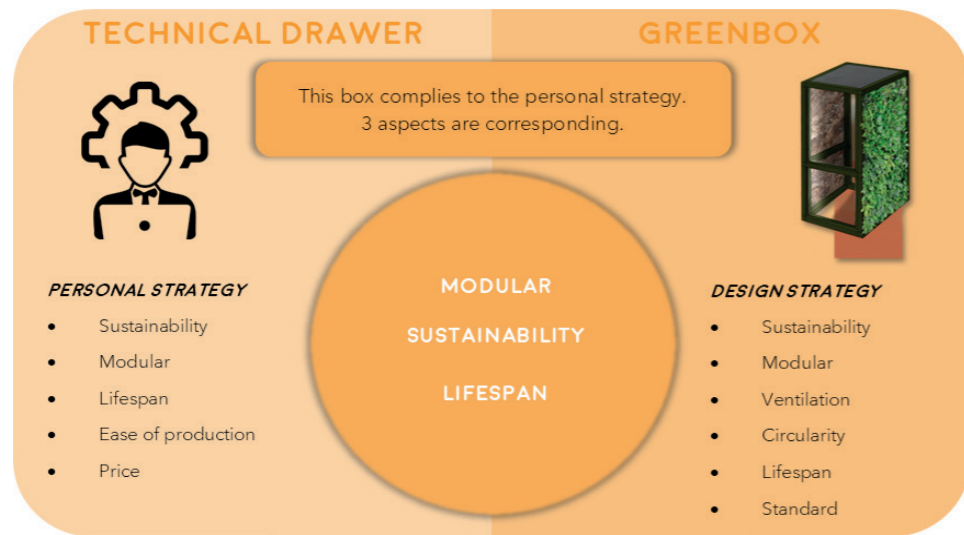 TECHNICAL DRAWER
GREENBOX
This box complies to the personal strategy.
3 aspects are corresponding.
PERSONAL STRATEGY
• Sustainability
• Modular
• Lifespan
• Ease of production
• Price
MODULAR
SUSTAINABILITY
LIFESPAN
DESIGN STRATEGY
• Sustainability
• Modular
• Ventilation
• Circularity
• Lifespan
• Standard